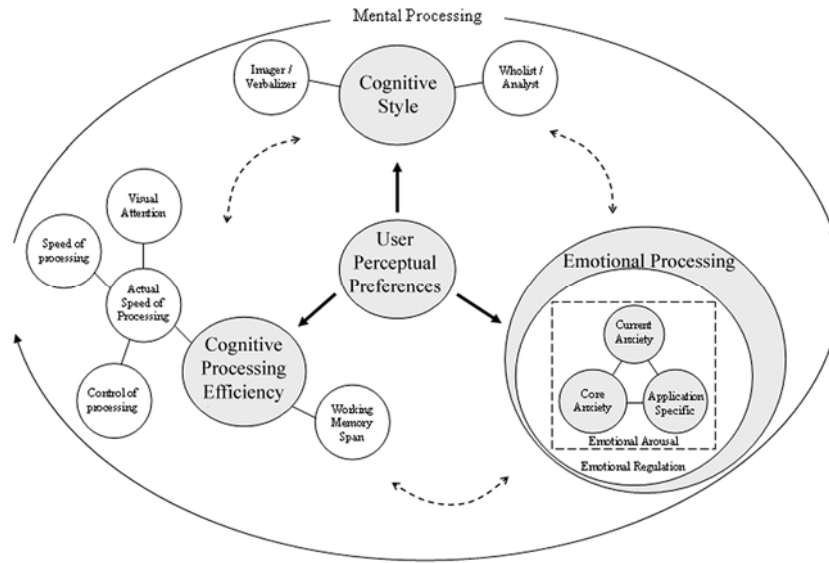 Mental Processing
Imager /
Verbalizer
Cognitive
Style
Wholist /
Analyst
Visual
Attention
Speed of
processing
Actual
Speed of
Processing
Control of
processing
User
Perceptual
Preferences
Cognitive
Processing
Efficiency
Working
Memory
Span
Emotional Processing
Current
Anxiety
Core
Anxiety
Application
Specific
Emotional Arousal
Emotional Regulation